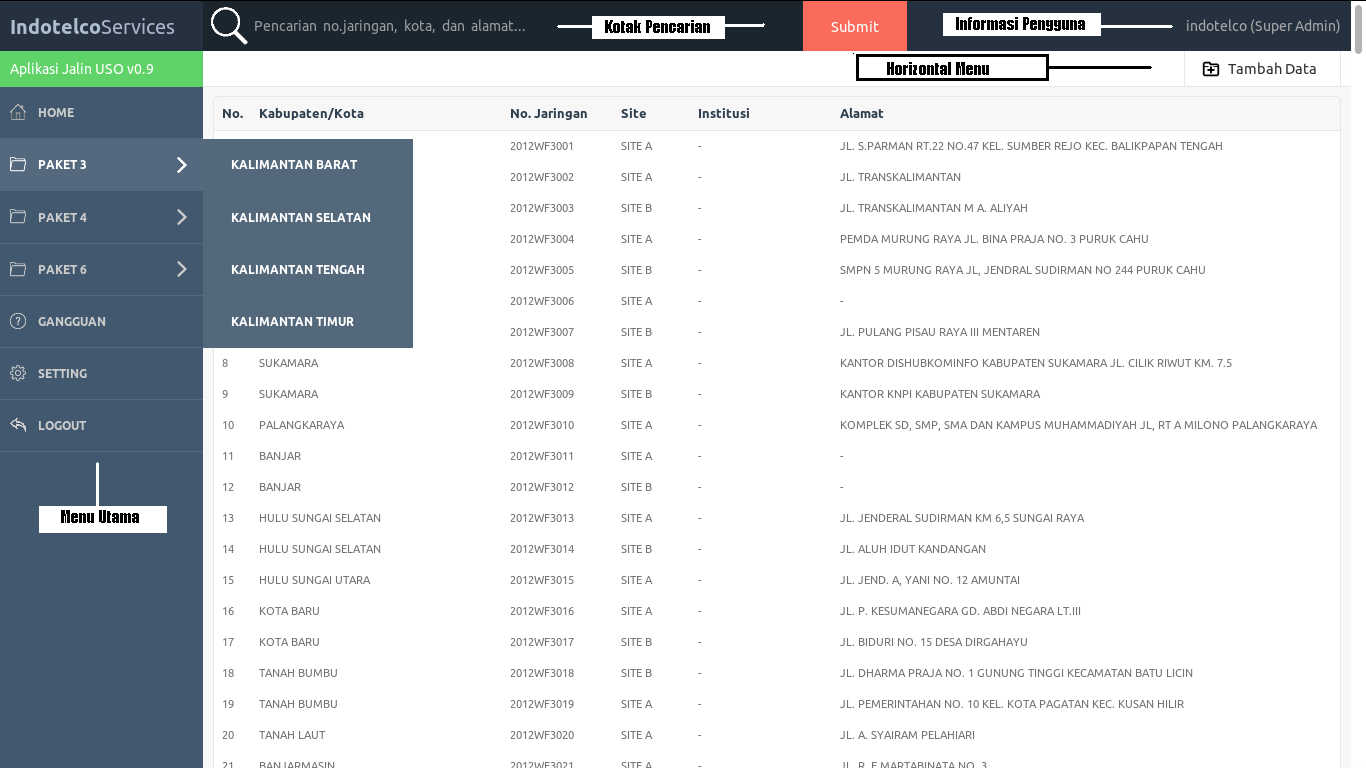 IndotelcoServices Pencarian no.jaringan, kota, dan alamat... Kotak Pencarian Submit Informasi Pengguna indotelco (Super Admin)
Aplikasi Jalin USO v0.9 Horizontal Menu Tambah Data
HOME
PAKET 3
PAKET 4
PAKET 6
GANGGUAN
SETTING
LOGOUT
Menu Utama
KALIMANTAN BARAT
KALIMANTAN SELATAN
KALIMANTAN TENGAH
KALIMANTAN TIMUR
No. Kabupaten/Kota No. Jaringan Site Institusi Alamat
2012WF3001 SITE A - JL. S.PARMAN RT.22 NO.47 KEL. SUMBER REJO KEC. BALIKPAPAN TENGAH
2012WF3002 SITE A - JL. TRANSKALIMANTAN
2012WF3003 SITE B - JL. TRANSKALIMANTAN M A. ALIYAH
2012WF3004 SITE A - PEMDA MURUNG RAYA JL. BINA PRAJA NO. 3 PURUK CAHU
2012WF3005 SITE B - SMPN 5 MURUNG RAYA JL, JENDRAL SUDIRMAN NO 244 PURUK CAHU
2012WF3006 SITE A - -
2012WF3007 SITE B - JL. PULANG PISAU RAYA III MENTAREN
8 SUKAMARA 2012WF3008 SITE A - KANTOR DISHUBKOMINFO KABUPATEN SUKAMARA JL. CILIK RIWUT KM. 7.5
9 SUKAMARA 2012WF3009 SITE B - KANTOR KNPI KABUPATEN SUKAMARA
10 PALANGKARAYA 2012WF3010 SITE A - KOMPLEK SD, SMP, SMA DAN KAMPUS MUHAMMADIYAH JL, RT A MILONO PALANGKARAYA
11 BANJAR 2012WF3011 SITE A - -
12 BANJAR 2012WF3012 SITE B - -
13 HULU SUNGAI SELATAN 2012WF3013 SITE A - JL. JENDERAL SUDIRMAN KM 6,5 SUNGAI RAYA
14 HULU SUNGAI SELATAN 2012WF3014 SITE B - JL. ALUH IDUT KANDANGAN
15 HULU SUNGAI UTARA 2012WF3015 SITE A - JL. JEND. A, YANI NO. 12 AMUNTAI
16 KOTA BARU 2012WF3016 SITE A - JL. P. KESUMANEGARA GD. ABDI NEGARA LT.III
17 KOTA BARU 2012WF3017 SITE B - JL. BIDURI NO. 15 DESA DIRGAHAYU
18 TANAH BUMBU 2012WF3018 SITE B - JL. DHARMA PRAJA NO. 1 GUNUNG TINGGI KECAMATAN BATU LICIN
19 TANAH BUMBU 2012WF3019 SITE A - JL. PEMERINTAHAN NO. 10 KEL. KOTA PAGATAN KEC. KUSAN HILIR
20 TANAH LAUT 2012WF3020 SITE A - JL. A. SYAIRAM PELAHIARI
21 BANJARMASIN 2012WF3021 SITE A - JL. R. E MARTABINATA NO. 3